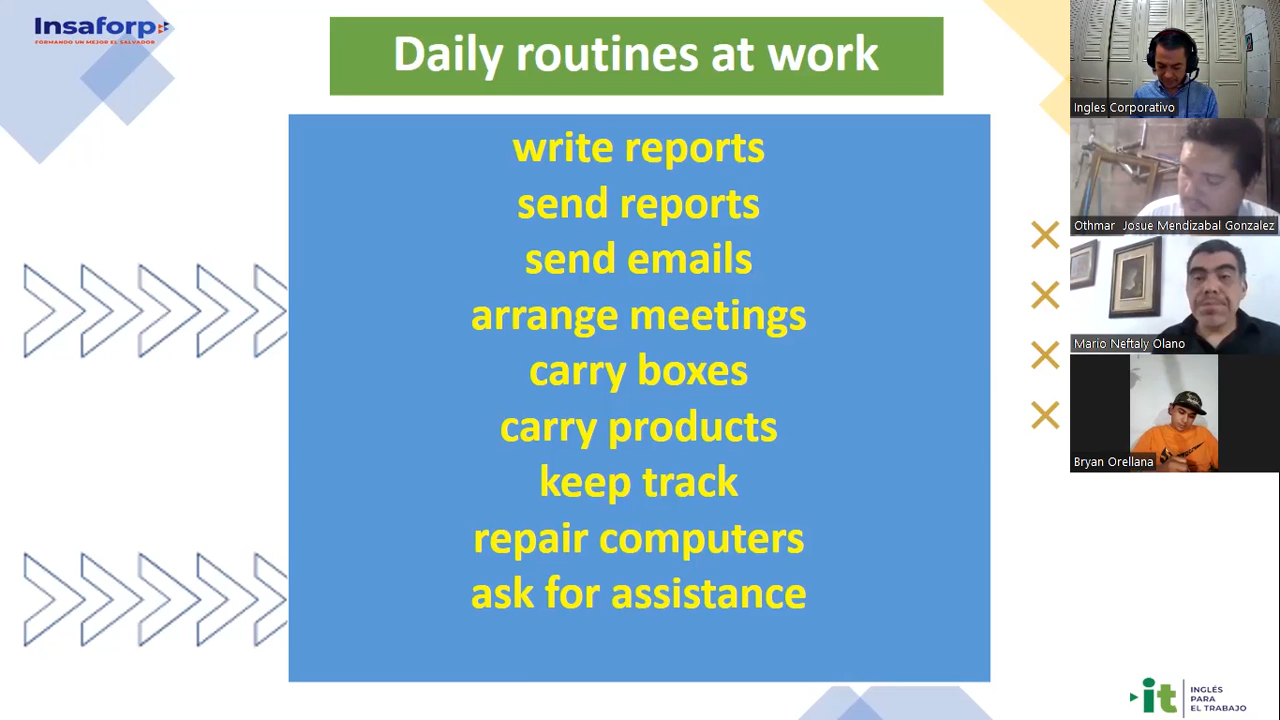 Insaforp
FORMANDO UN MEJOR EL SALVADOR
Daily routines at work
write reports
send reports
send emails
arrange meetings
carry boxes
carry products
keep track
repair computers
ask for assistance
Ingles Corporativo
Othmar Josue Mendizabal Gonzalez
Mario Neftaly Olano
Bryan Orellana
it
INGLÉS
PARA
EL TRABAJO